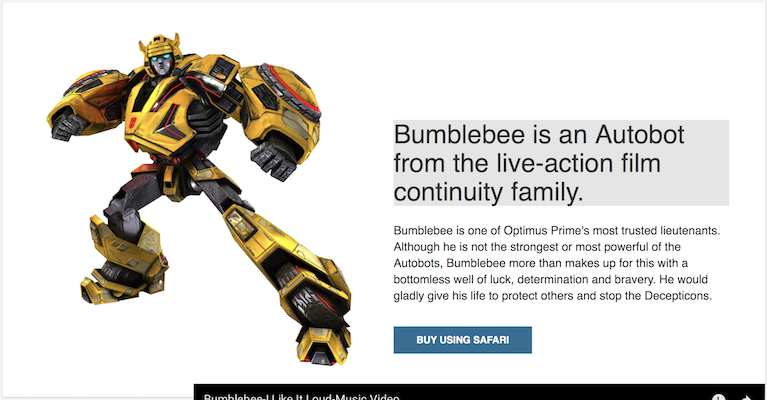 Bumblebee is an Autobot
from the live-action film
continuity family.
Bumblebee is one of Optimus Prime's most trusted lieutenants.
Although he is not the strongest or most powerful of the
Autobots, Bumblebee more than makes up for this with a
bottomless well of luck, determination and bravery. He would
gladly give his life to protect others and stop the Decepticons.
BUY USING SAFARI
Bumblebee-I Like It Loud-Music Video